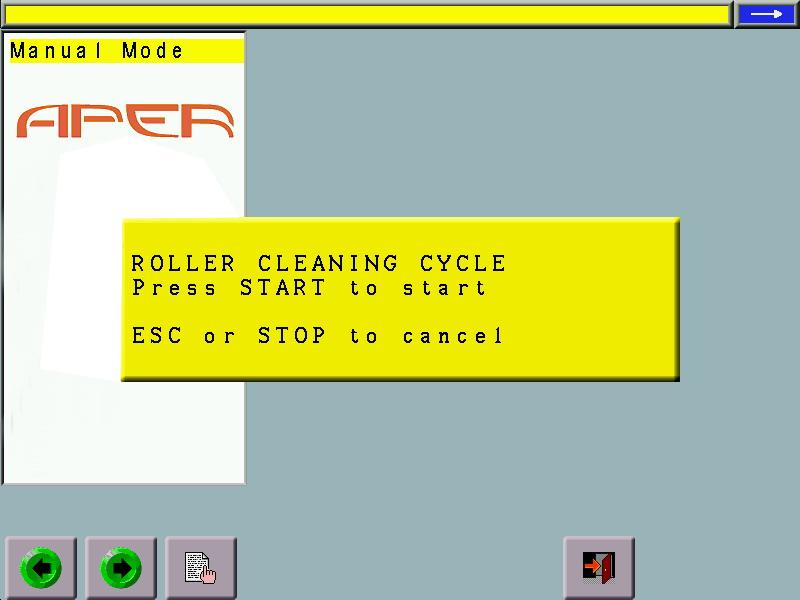 Manual Mode
APER
ROLLER CLEANING CYCLE
Press START to start
ESC or STOP to cancel